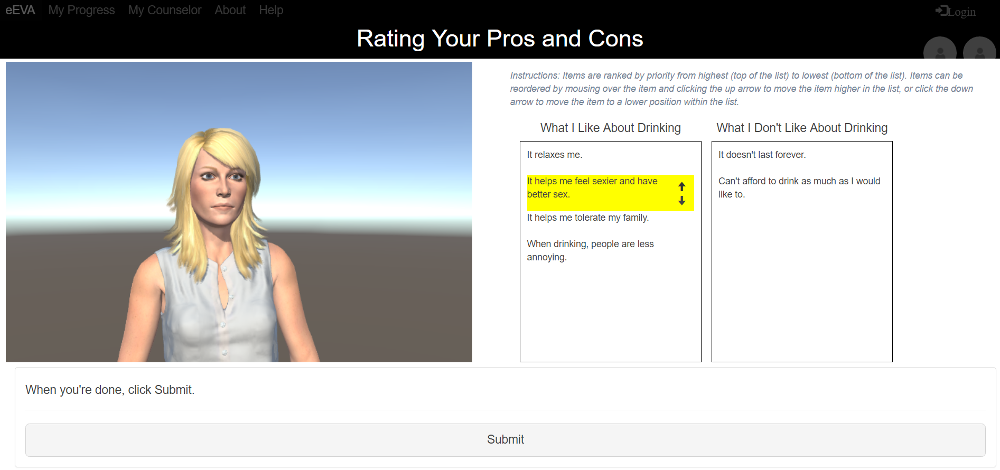 eEVA My Progress My Counselor About Help Login
Rating Your Pros and Cons
Instructions: Items are ranked by priority from highest (top of the list) to lowest (bottom of the list). Items can be
reordered by mousing over the item and clicking the up arrow to move the item higher in the list, or click the down
arrow to move the item to a lower position within the list.
What I Like About Drinking
It relaxes me.
It helps me feel sexier and have
better sex.
It helps me tolerate my family.
When drinking, people are less
annoying.
What I Don't Like About Drinking
It doesn't last forever.
Can't afford to drink as much as I would
like to.
When you're done, click Submit.
Submit